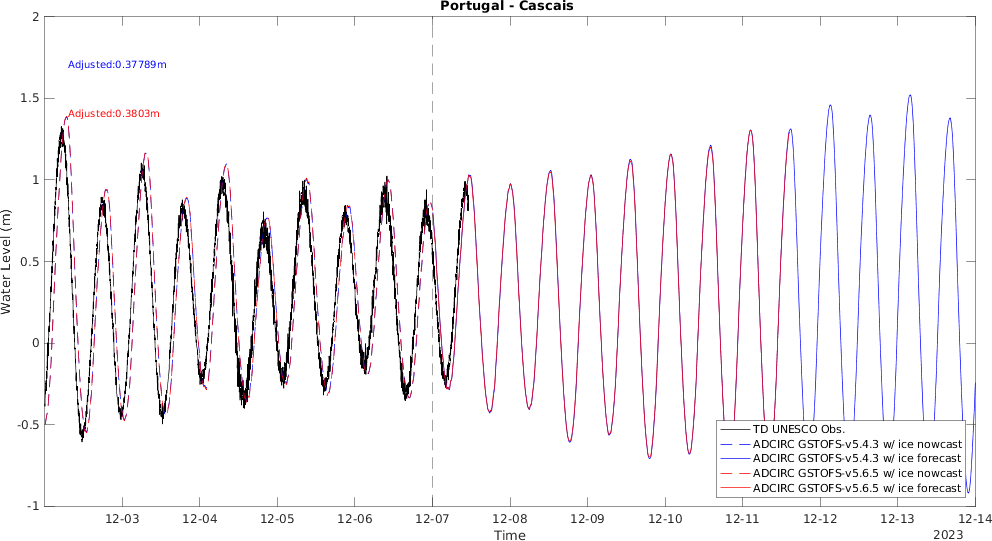 Portugal - Cascais
2
1.5
1
0.5
0
-0.5
-1
Water Level (m)
Adjusted:0.37789m
Adjusted:0.3803m
TD UNESCO Obs.
ADCIRC GSTOFS-v5.4.3 w/ ice nowcast
ADCIRC GSTOFS-v5.4.3 w/ ice forecast
ADCIRC GSTOFS-v5.6.5 w/ ice nowcast
ADCIRC GSTOFS-v5.6.5 w/ ice forecast
12-03 12-04 12-05 12-06 12-07 12-08 12-09 12-10 12-11 12-12 12-13 12-14
Time
2023